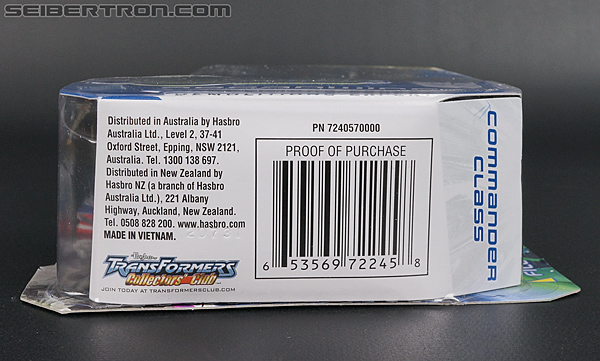 SEIBERTRON.COM
Distributed in Australia by Hasbro
Australia Ltd., Level 2, 37-41
Oxford Street, Epping, NSW 2121,
Australia. Tel. 1300 138 697.
Distributed in New Zealand by
Hasbro NZ (a branch of Hasbro
Australia Ltd.), 221 Albany
Highway, Auckland, New Zealand.
Tel. 0508 828 200. www.hasbro.com
MADE IN VIETNAM.
TRANSFORMERS
Collectors' Club
JOIN TODAY AT TRANSFORMERSCLUB.COM
PN 7240570000
PROOF OF PURCHASE
6 53569 72245 8
COMMANDER
CLASS